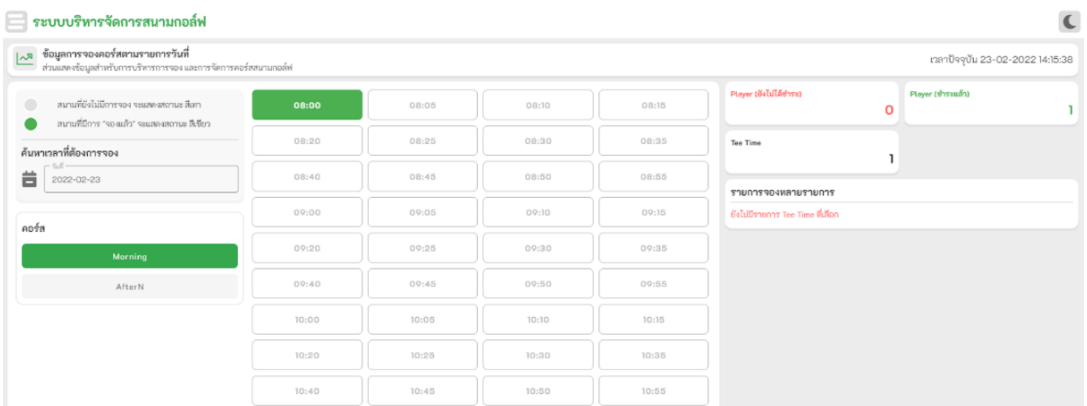 ระบบบริหารจัดการสนามกอล์ฟ
ข้อมูลการจองคอร์สตามรายการวันที่
ส่วนแสดงข้อมูลสำหรับการบริหารการจอง และการจัดการคอร์สสนามกอล์ฟ
เวลาปัจจุบัน 23-02-2022 14:15:38
สนามที่ยังไม่มีการจอง จะแสดงสถานะ สีเทา
สนามที่มีการ "จองแล้ว" จะแสดงสถานะ สีเขียว
ค้นหาเวลาที่ต้องการจอง
วันที่
2022-02-23
คอร์ส
Morning
AfterN
08:00 08:05 08:10 08:15
08:20 08:25 08:30 08:35
08:40 08:45 08:50 08:55
09:00 09:05 09:10 09:15
09:20 09:25 09:30 09:35
09:40 09:45 09:50 09:55
10:00 10:05 10:10 10:15
10:20 10:25 10:30 10:35
10:40 10:45 10:50 10:55
Player (ยังไม่ได้ชำระ)
0
Player (ชำระแล้ว)
1
Tee Time
1
รายการจองหลายรายการ
ยังไม่มีรายการ Tee Time ที่เลือก